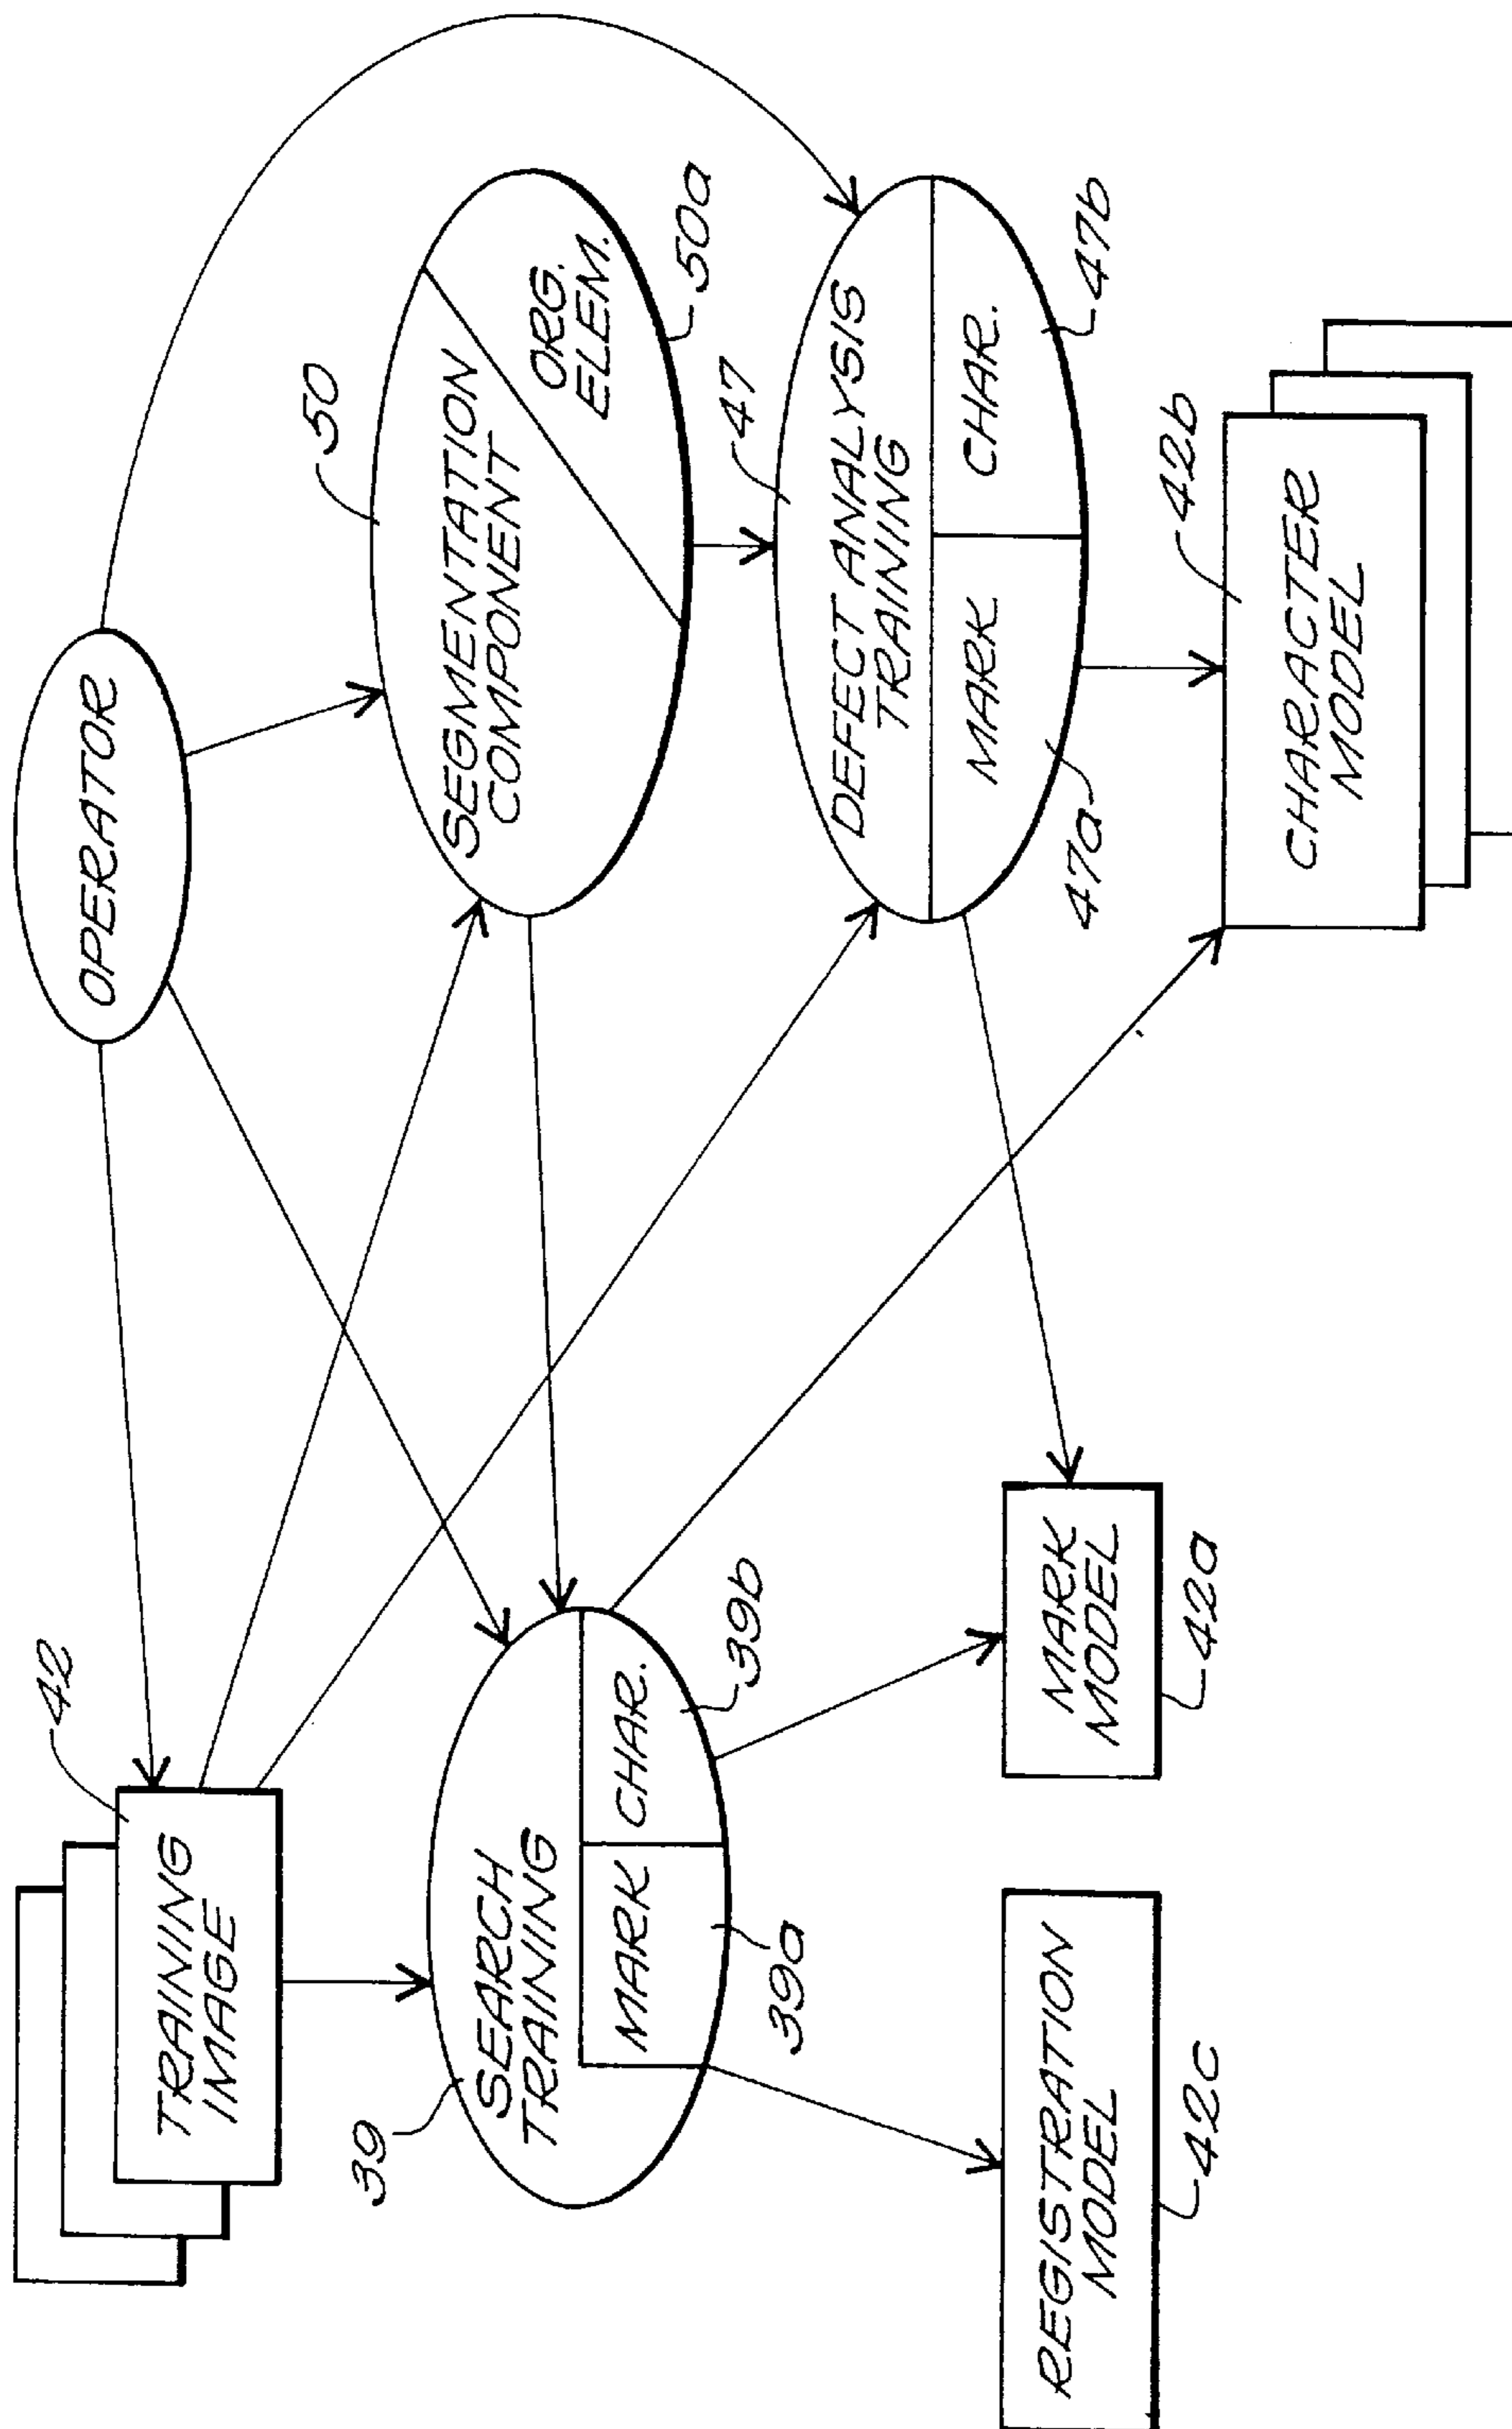 OPERATOR
42
TRAINING
IMAGE
50
SEGMENTATION
COMPONENT
ORG.
ELEM.
50a
39
SEARCH
TRAINING
MARK
CHAR.
39a
39b
47
DEFECT ANALYSIS
TRAINING
MARK
CHAR.
47a
47b
REGISTRATION
MODEL
42c
MARK
MODEL
42a
42b
CHARACTER
MODEL